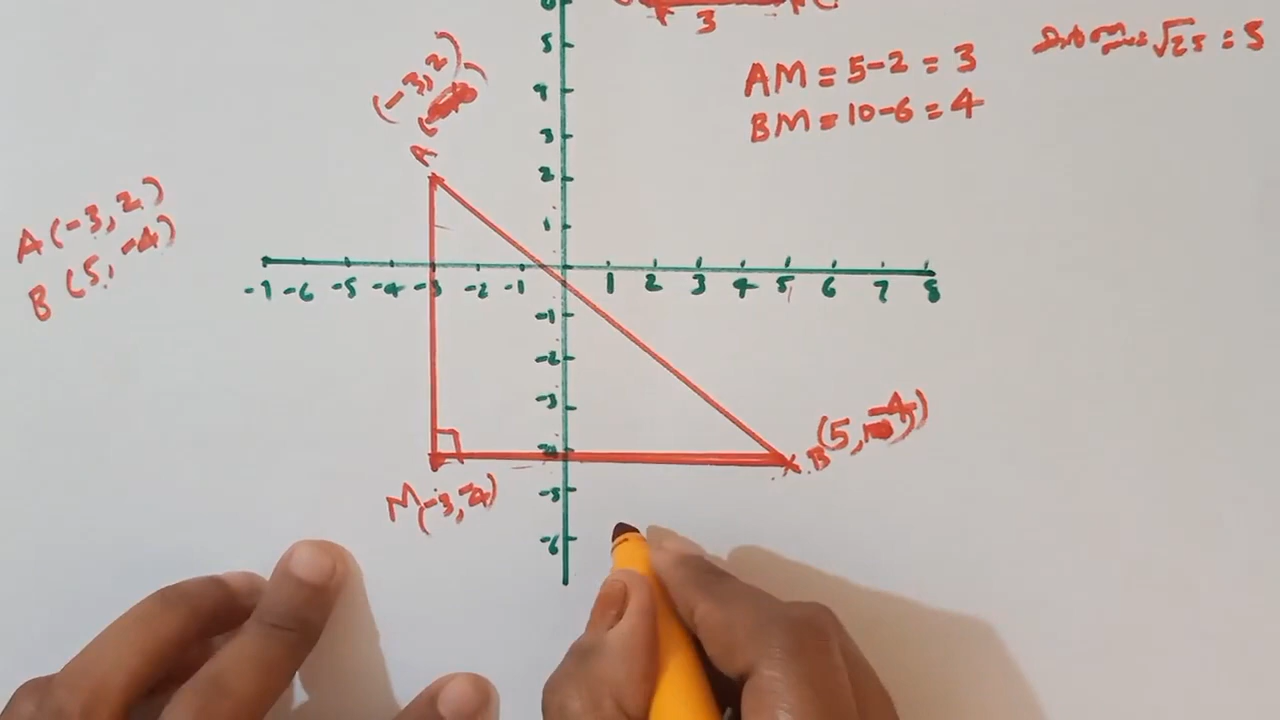 3
AM = 5-2 = 3
√25 = 5
BM = 10-6 = 4
6
5
4
3
2
1
(-3,2)
A
A(-3,2)
B(5,-4)
-7 -6 -5 -4 -3 -2 -1 1 2 3 4 5 6 7 8
-1
-2
-3
-4
-5
-6
B(5,-4)
M(-3,-4)